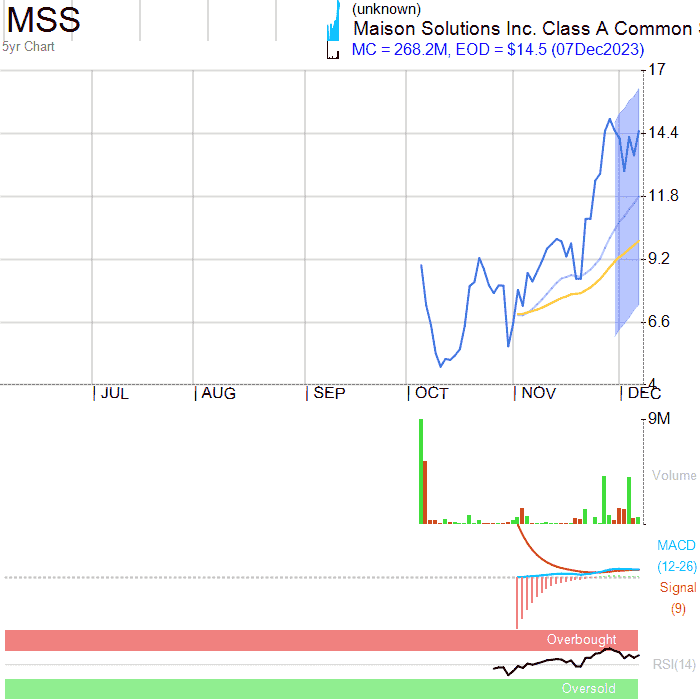 MSS
5yr Chart
(unknown)
Maison Solutions Inc. Class A Common
MC = 268.2M, EOD = $14.5 (07Dec2023)
17
14.4
11.8
9.2
6.6
4
JUL
AUG
SEP
OCT
NOV
DEC
9M
Volume
MACD
(12-26)
Signal
(9)
Overbought
RSI(14)
Oversold